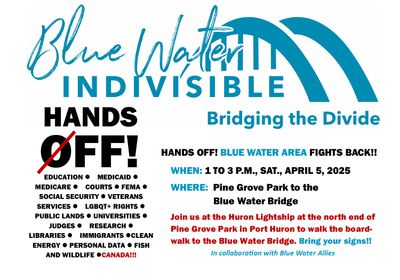 Blue Water
INDIVISIBLE
Bridging the Divide
HANDS
OFF!
EDUCATION ● MEDICAID ●
MEDICARE ● COURTS ● FEMA ●
SOCIAL SECURITY ● VETERANS
SERVICES ● LGBQT+ RIGHTS ●
PUBLIC LANDS ● UNIVERSITIES ●
JUDGES ● RESEARCH ●
LIBRARIES ● IMMIGRANTS ●CLEAN
ENERGY ● PERSONAL DATA ● FISH
AND WILDLIFE ●CANADA!!!
HANDS OFF! BLUE WATER AREA FIGHTS BACK!!
WHEN: 1 TO 3 P.M., SAT., APRIL 5, 2025
WHERE: Pine Grove Park to the
Blue Water Bridge
Join us at the Huron Lightship at the north end of
Pine Grove Park in Port Huron to walk the board-
walk to the Blue Water Bridge. Bring your signs!!
In collaboration with Blue Water Allies